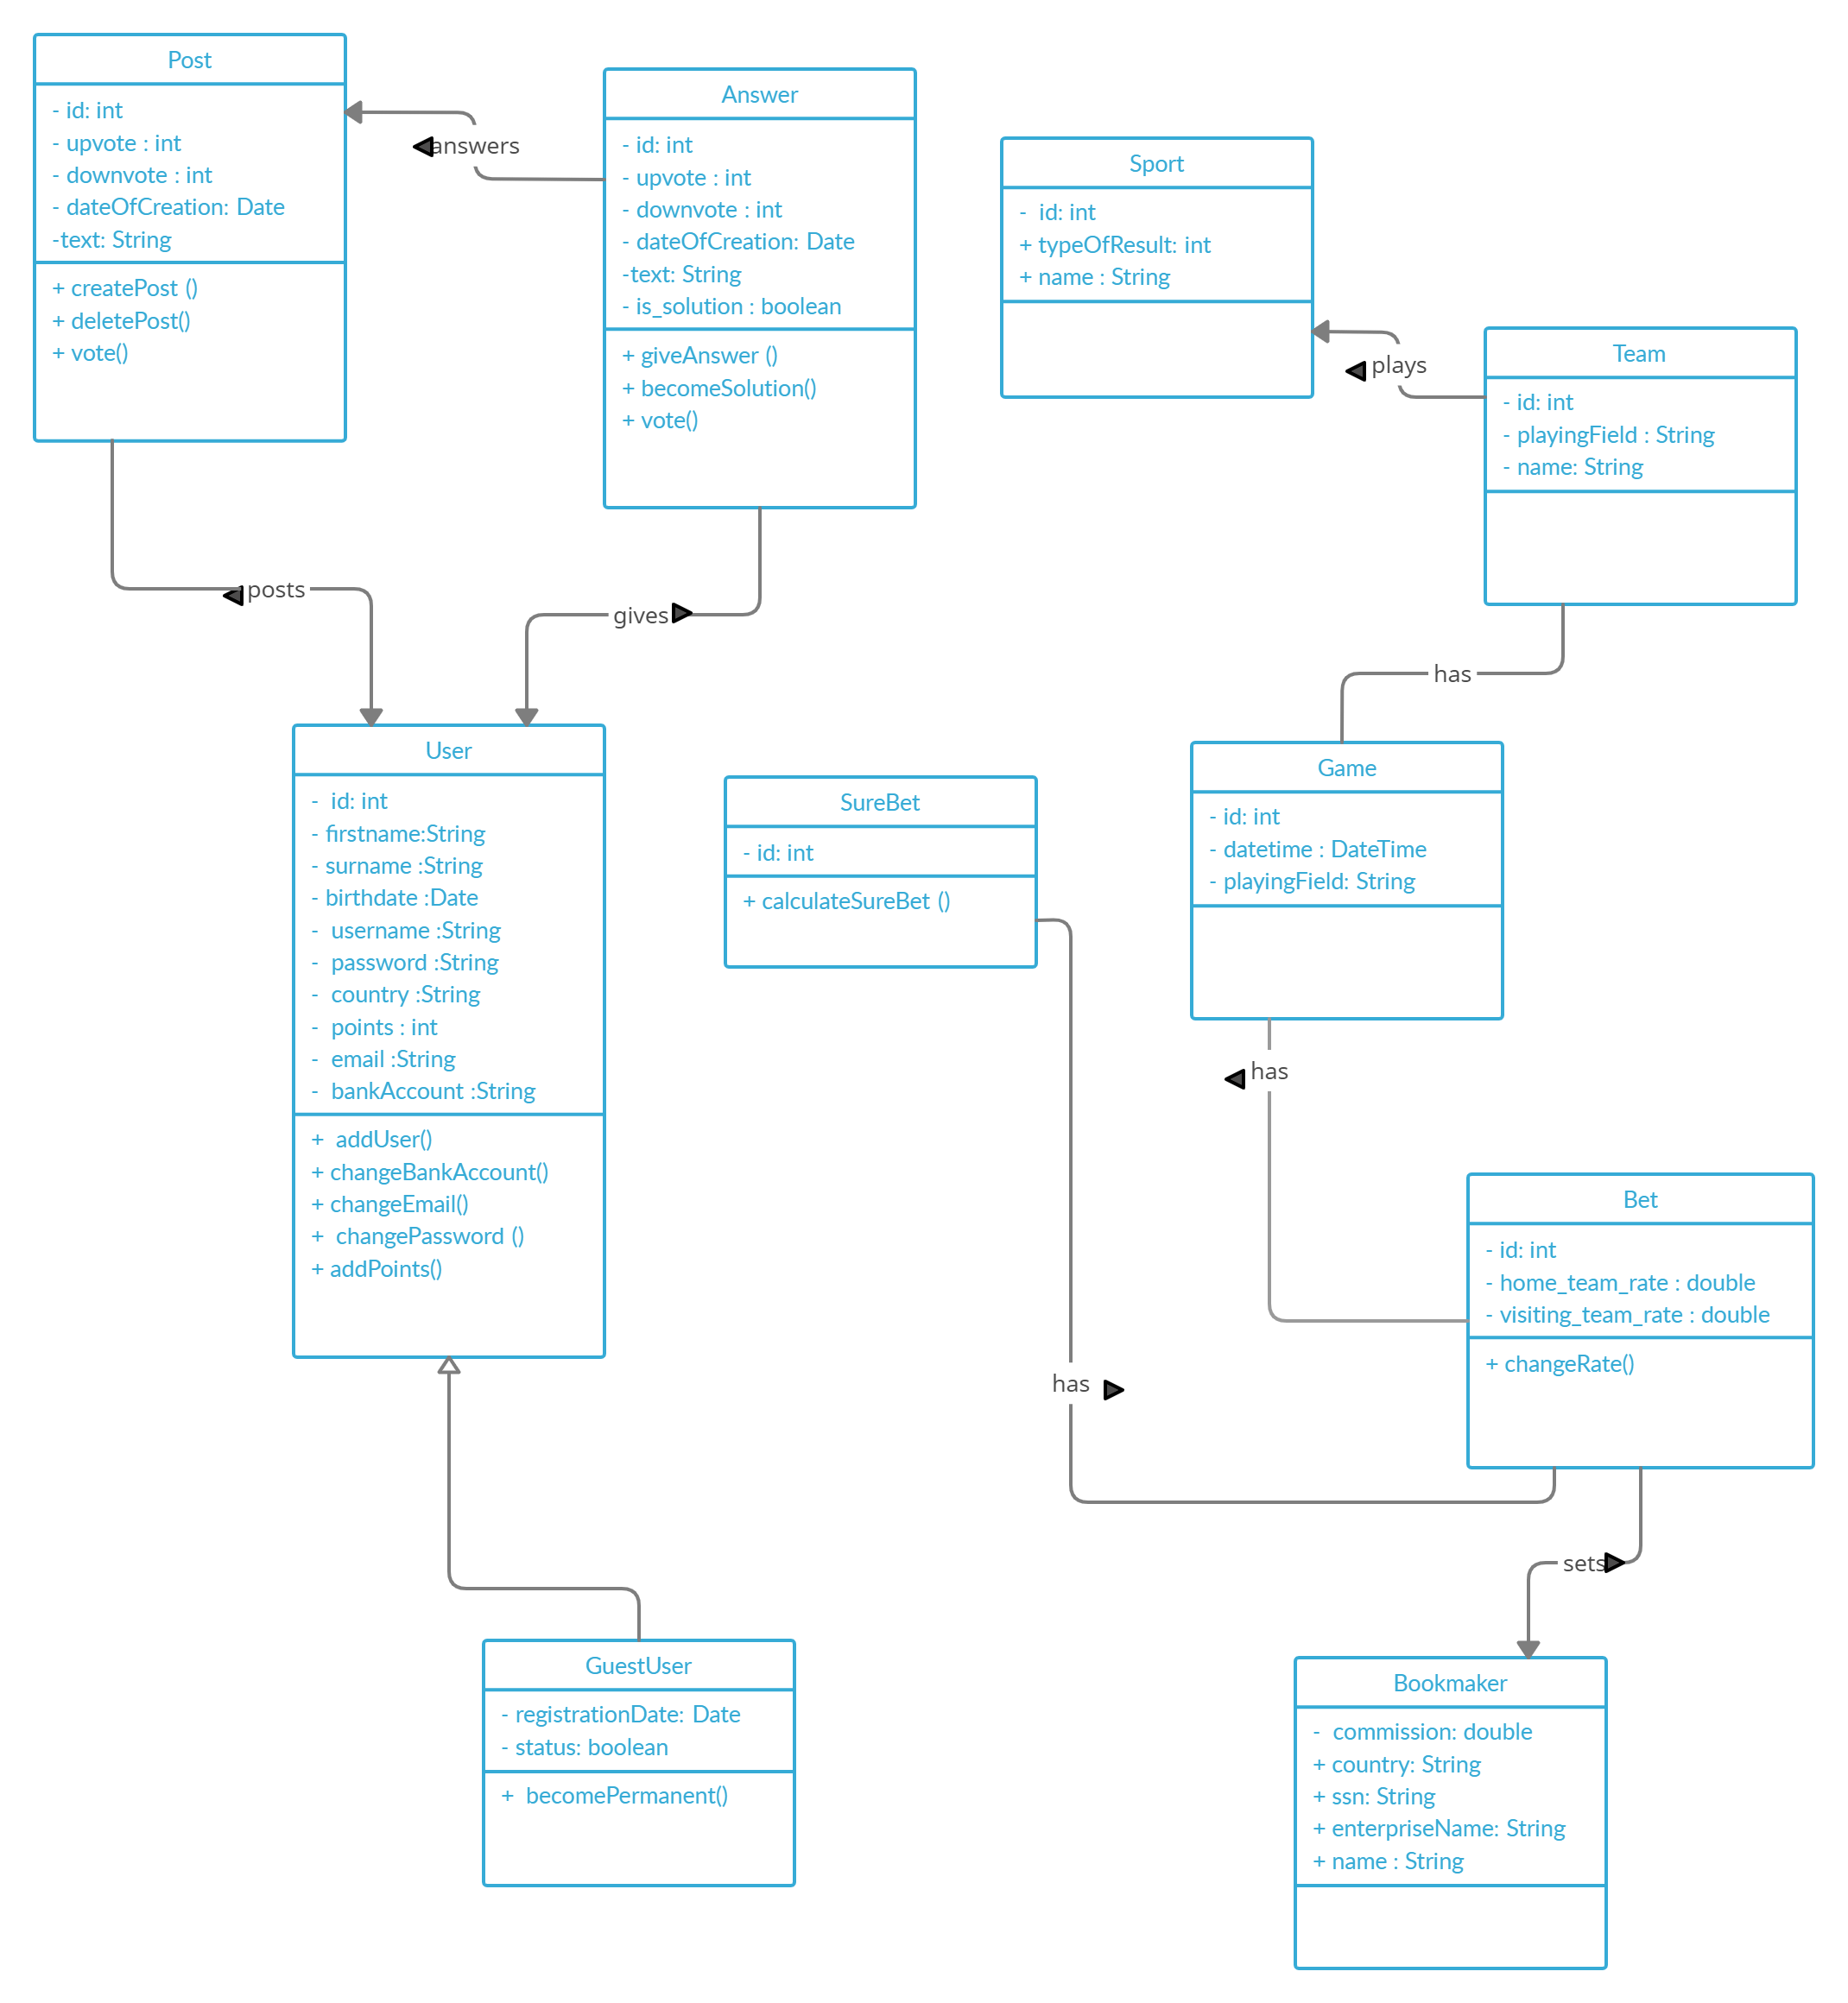 Post
- id: int
- upvote : int
- downvote : int
- dateOfCreation: Date
-text: String
+ createPost ()
+ deletePost()
+ vote()
answers
Answer
- id: int
- upvote : int
- downvote : int
- dateOfCreation: Date
-text: String
- is_solution : boolean
+ giveAnswer ()
+ becomeSolution()
+ vote()
Sport
-  id: int
+ typeOfResult: int
+ name : String
plays
Team
- id: int
- playingField : String
- name: String
posts
gives
has
User
-  id: int
- firstname:String
- surname :String
- birthdate :Date
-  username :String
-  password :String
-  country :String
-  points : int
-  email :String
-  bankAccount :String
+  addUser()
+ changeBankAccount()
+ changeEmail()
+  changePassword ()
+ addPoints()
SureBet
- id: int
+ calculateSureBet ()
Game
- id: int
- datetime : DateTime
- playingField: String
has
Bet
- id: int
- home_team_rate : double
- visiting_team_rate : double
+ changeRate()
has
sets
GuestUser
- registrationDate: Date
- status: boolean
+  becomePermanent()
Bookmaker
-  commission: double
+ country: String
+ ssn: String
+ enterpriseName: String
+ name : String